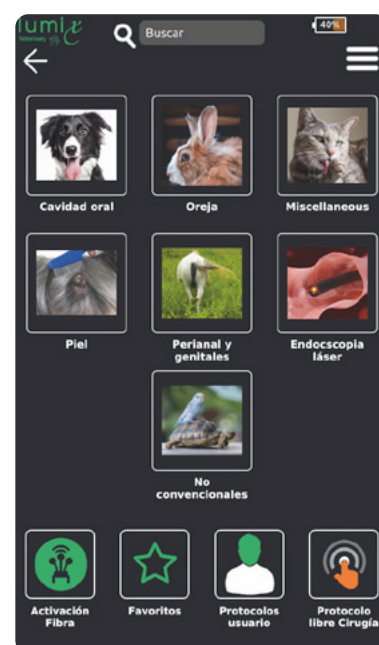 lumix
Veterinary
Buscar
40%
Cavidad oral
Oreja
Miscellaneous
Piel
Perianal y
genitales
Endocscopia
láser
No
convencionales
Activación
Fibra
Favoritos
Protocolos
usuario
Protocolo
libre Cirugía